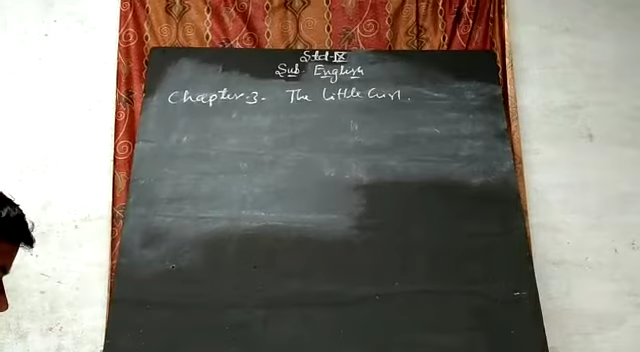 Std-IX
Sub. English
Chapter-3. The Little Girl.